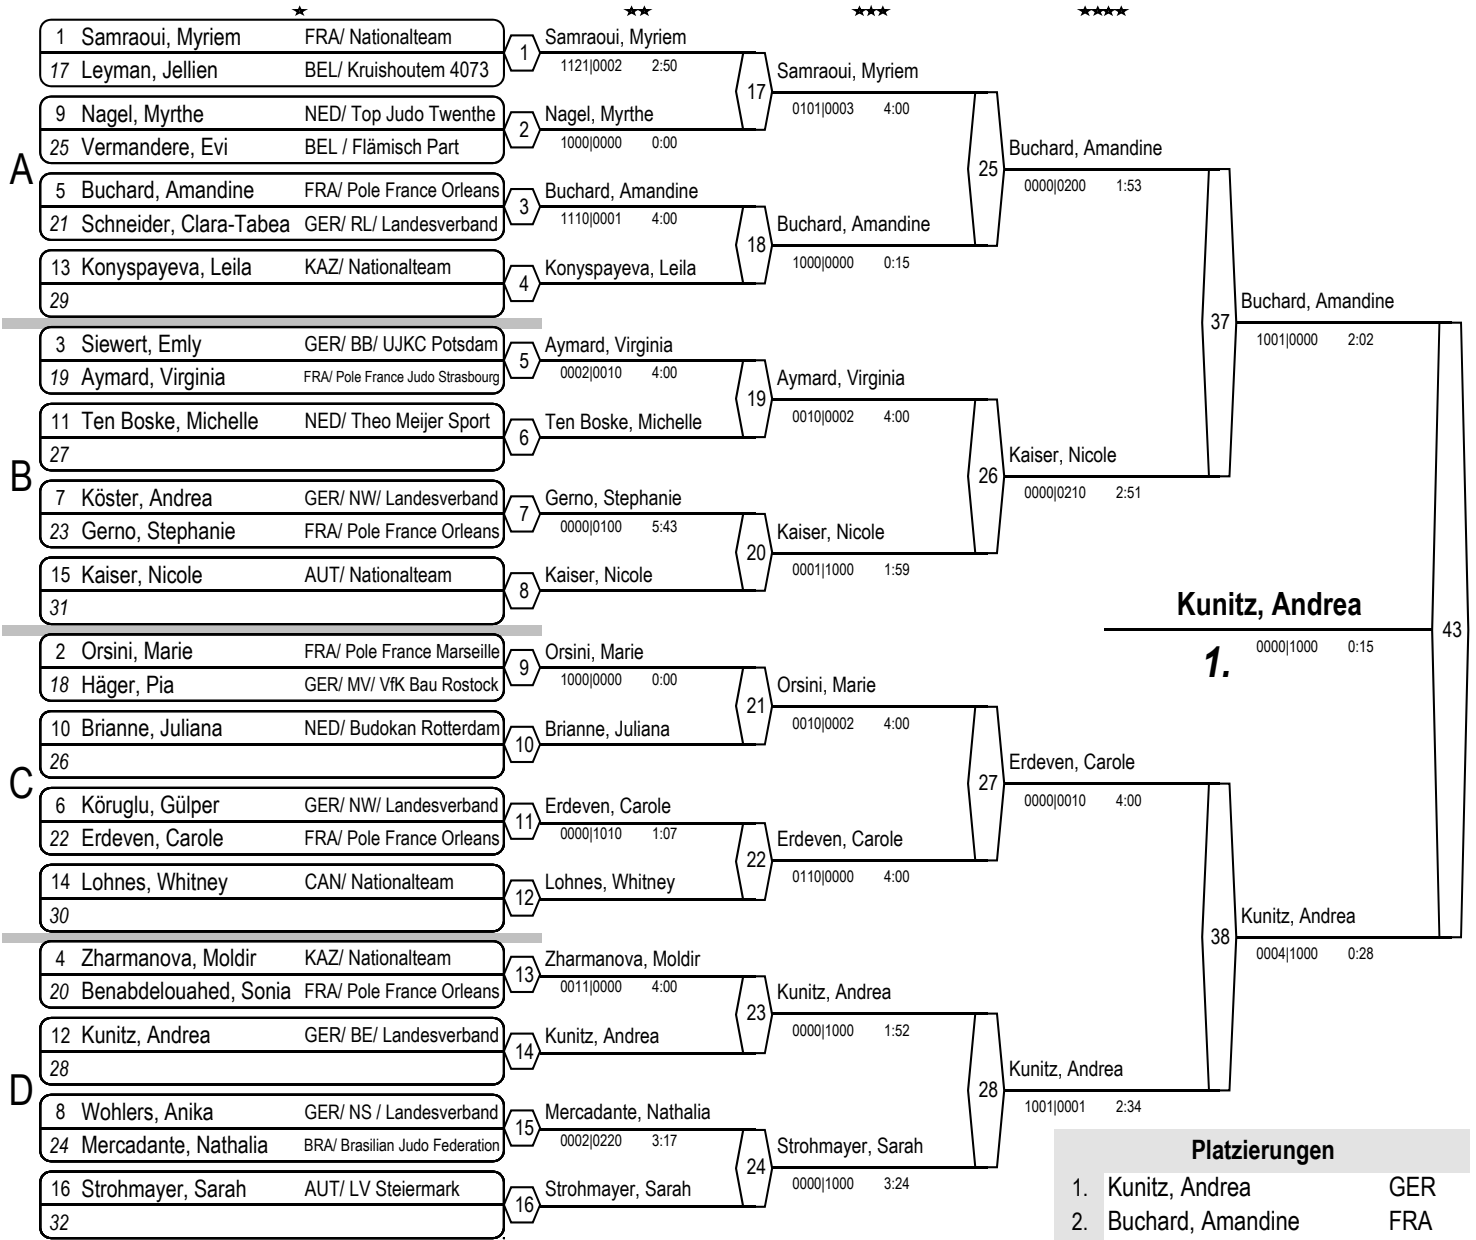 ★ ★★ ★★★ ★★★★
A
1 Samraoui, Myriem FRA/ Nationalteam
17 Leyman, Jellien BEL/ Kruishoutem 4073
9 Nagel, Myrthe NED/ Top Judo Twenthe
25 Vermandere, Evi BEL / Flämisch Part
5 Buchard, Amandine FRA/ Pole France Orleans
21 Schneider, Clara-Tabea GER/ RL/ Landesverband
13 Konyspayeva, Leila KAZ/ Nationalteam
29
B
3 Siewert, Emly GER/ BB/ UJKC Potsdam
19 Aymard, Virginia FRA/ Pole France Judo Strasbourg
11 Ten Boske, Michelle NED/ Theo Meijer Sport
27
7 Köster, Andrea GER/ NW/ Landesverband
23 Gerno, Stephanie FRA/ Pole France Orleans
15 Kaiser, Nicole AUT/ Nationalteam
31
C
2 Orsini, Marie FRA/ Pole France Marseille
18 Häger, Pia GER/ MV/ VfK Bau Rostock
10 Brianne, Juliana NED/ Budokan Rotterdam
26
6 Köruglu, Gülper GER/ NW/ Landesverband
22 Erdeven, Carole FRA/ Pole France Orleans
14 Lohnes, Whitney CAN/ Nationalteam
30
D
4 Zharmanova, Moldir KAZ/ Nationalteam
20 Benabdelouahed, Sonia FRA/ Pole France Orleans
12 Kunitz, Andrea GER/ BE/ Landesverband
28
8 Wohlers, Anika GER/ NS / Landesverband
24 Mercadante, Nathalia BRA/ Brasilian Judo Federation
16 Strohmayer, Sarah AUT/ LV Steiermark
32
1 Samraoui, Myriem
1121|0002 2:50
2 Nagel, Myrthe
1000|0000 0:00
3 Buchard, Amandine
1110|0001 4:00
4 Konyspayeva, Leila
5 Aymard, Virginia
0002|0010 4:00
6 Ten Boske, Michelle
7 Gerno, Stephanie
0000|0100 5:43
8 Kaiser, Nicole
9 Orsini, Marie
1000|0000 0:00
10 Brianne, Juliana
11 Erdeven, Carole
0000|1010 1:07
12 Lohnes, Whitney
13 Zharmanova, Moldir
0011|0000 4:00
14 Kunitz, Andrea
15 Mercadante, Nathalia
0002|0220 3:17
16 Strohmayer, Sarah
17 Samraoui, Myriem
0101|0003 4:00
18 Buchard, Amandine
1000|0000 0:15
19 Aymard, Virginia
0010|0002 4:00
20 Kaiser, Nicole
0001|1000 1:59
21 Orsini, Marie
0010|0002 4:00
22 Erdeven, Carole
0110|0000 4:00
23 Kunitz, Andrea
0000|1000 1:52
24 Strohmayer, Sarah
0000|1000 3:24
25 Buchard, Amandine
0000|0200 1:53
26 Kaiser, Nicole
0000|0210 2:51
27 Erdeven, Carole
0000|0010 4:00
28 Kunitz, Andrea
1001|0001 2:34
37 Buchard, Amandine
1001|0000 2:02
38 Kunitz, Andrea
0004|1000 0:28
Kunitz, Andrea 43
1. 0000|1000 0:15
Platzierungen
1. Kunitz, Andrea GER
2. Buchard, Amandine FRA